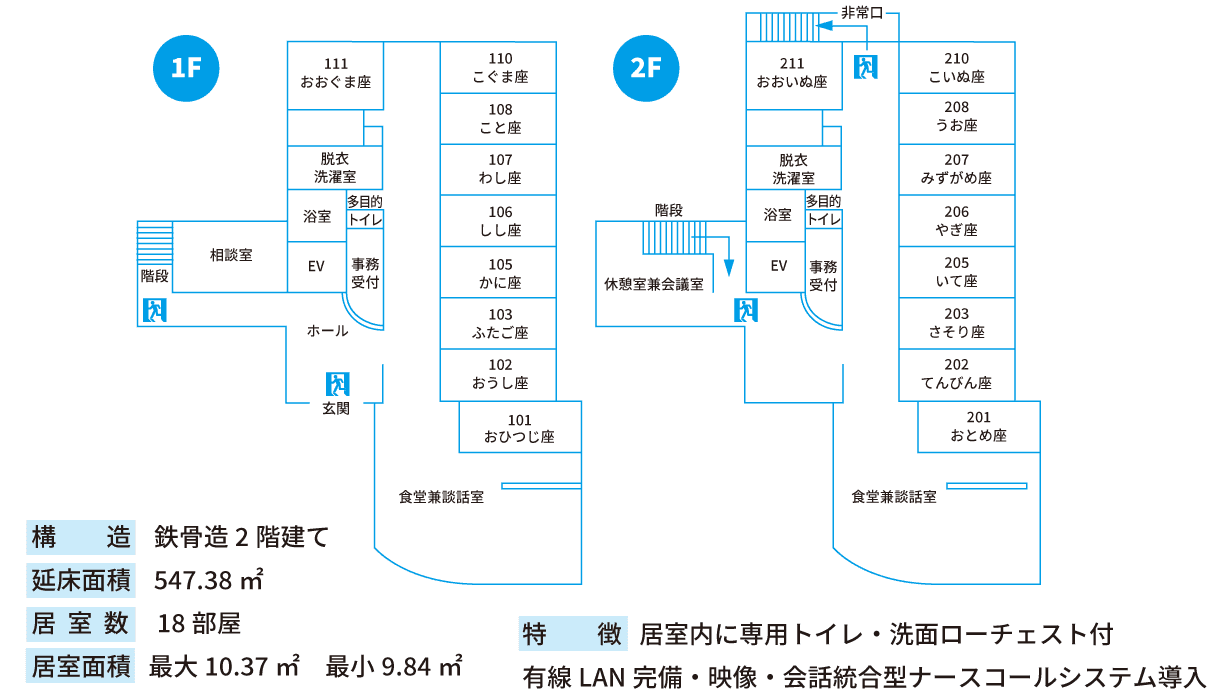 1F
111
おおぐま座
脱衣
洗濯室
浴室
多目的
トイレ
EV
事務
受付
相談室
階段
ホール
玄関
110
こぐま座
108
こと座
107
わし座
106
しし座
105
かに座
103
ふたご座
102
おうし座
101
おひつじ座
食堂兼談話室
2F
非常口
211
おおいぬ座
脱衣
洗濯室
浴室
多目的
トイレ
EV
事務
受付
階段
休憩室兼会議室
210
こいぬ座
208
うお座
207
みずがめ座
206
やぎ座
205
いて座
203
さそり座
202
てんびん座
201
おとめ座
食堂兼談話室
構 造 鉄骨造 2 階建て
延床面積 547.38 ㎡
居 室 数 18 部屋
居室面積 最大 10.37 ㎡ 最小 9.84 ㎡
特 徴 居室内に専用トイレ・洗面ローチェスト付
有線 LAN 完備・映像・会話統合型ナースコールシステム導入